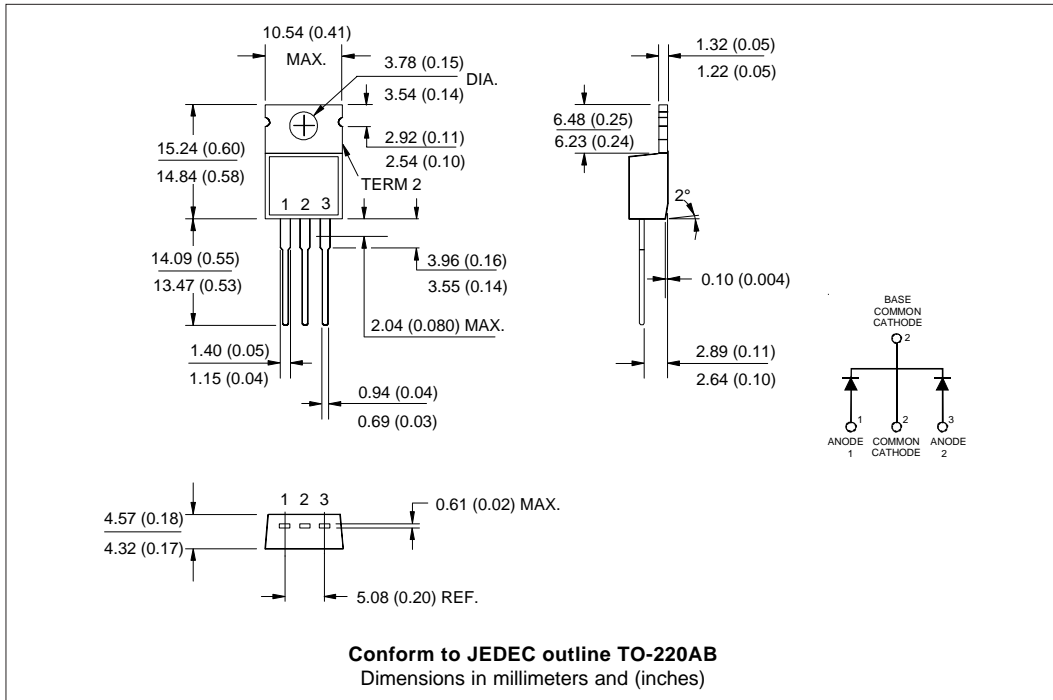 10.54 (0.41)
MAX.
3.78 (0.15)
3.54 (0.14)
DIA.
2.92 (0.11)
2.54 (0.10)
TERM 2
15.24 (0.60)
14.84 (0.58)
1 2 3
14.09 (0.55)
13.47 (0.53)
3.96 (0.16)
3.55 (0.14)
2.04 (0.080) MAX.
1.40 (0.05)
1.15 (0.04)
0.94 (0.04)
0.69 (0.03)
1.32 (0.05)
1.22 (0.05)
6.48 (0.25)
6.23 (0.24)
2°
0.10 (0.004)
2.89 (0.11)
2.64 (0.10)
BASE
COMMON
CATHODE
2
1 2 3
ANODE COMMON ANODE
1 CATHODE 2
1 2 3
4.57 (0.18)
4.32 (0.17)
0.61 (0.02) MAX.
5.08 (0.20) REF.
Conform to JEDEC outline TO-220AB
Dimensions in millimeters and (inches)